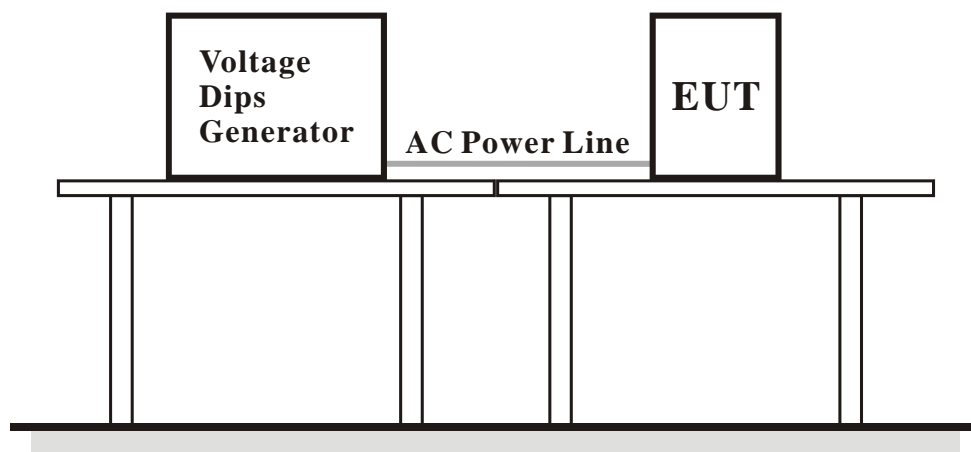 Voltage
Dips
Generator
EUT
AC Power Line